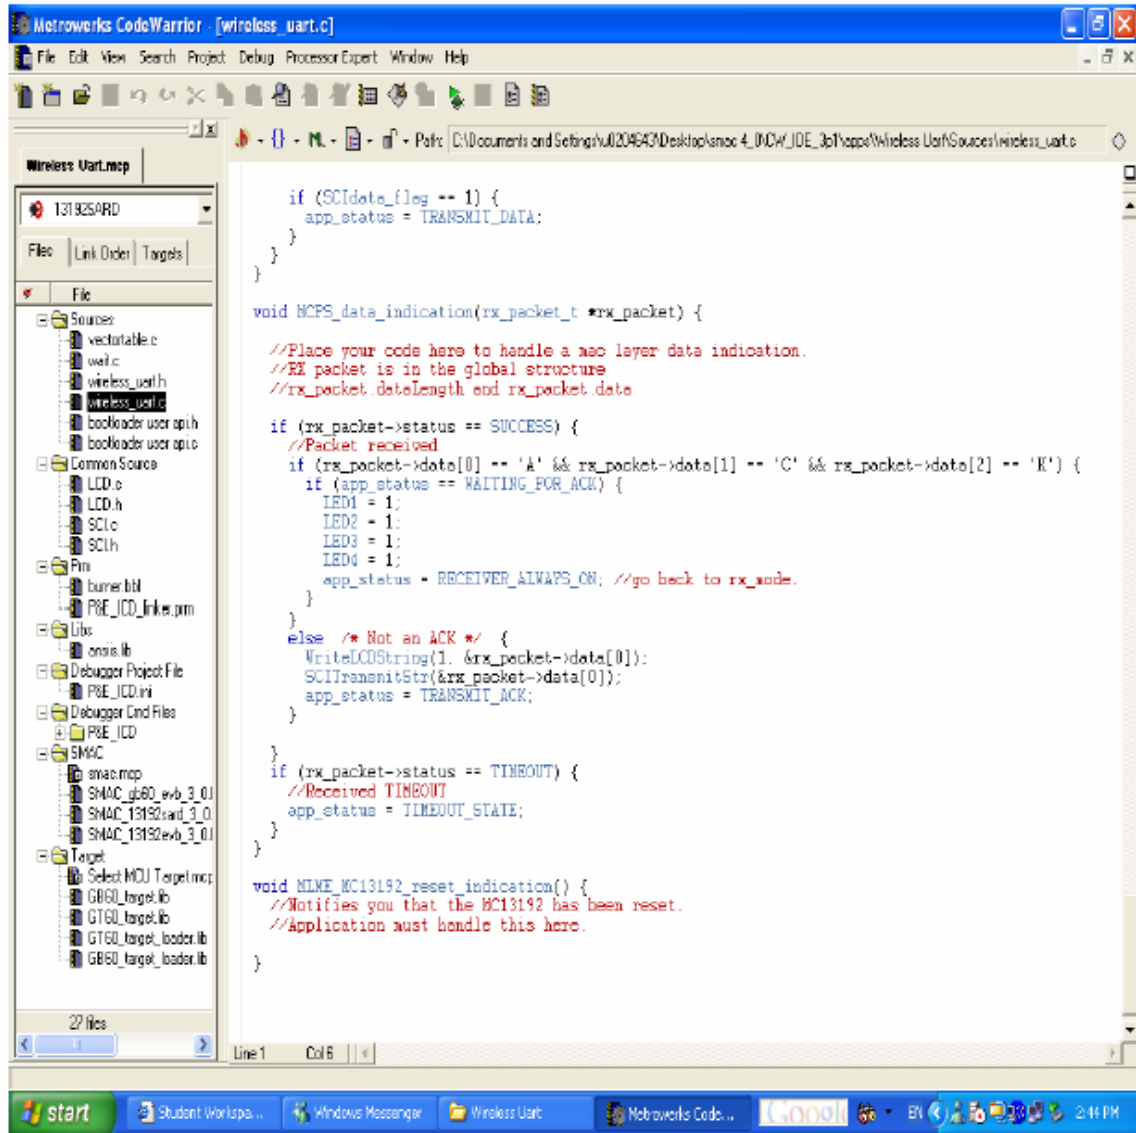 Metrowerks CodeWarrior - [wireless_uart.c]
File Edit View Search Project Debug Processor Expert Window Help
Path: C:\Documents and Settings\u0204643\Desktop\smac 4_0\CW_IDE_3p1\apps\Wireless Uart\Sources\wireless_uart.c
Wireless Uart.mcp
13192SARD
Files Link Order Targets
File
Sources
vectortable.c
wait.c
wireless_uart.h
wireless_uart.c
bootloader user api.h
bootloader user api.c
Common Source
LCD.c
LCD.h
SCI.c
SCI.h
Prm
burner.bbl
P&E_ICD_linker.prm
Libs
ansiis.lib
Debugger Project File
P&E_ICD.ini
Debugger Cmd Files
P&E_ICD
SMAC
smac.mcp
SMAC_gb60_evb_3_0.l
SMAC_13192sard_3_0.
SMAC_13192evb_3_0.l
Target
Select MCU Target.mcp
GB60_target.lib
GT60_target.lib
GT60_target_loader.lib
GB60_target_loader.lib
27 files
if (SCIdata_flag == 1) {
app_status = TRANSMIT_DATA;
}
}
}
void MCPS_data_indication(rx_packet_t *rx_packet) {
//Place your code here to handle a mac layer data indication.
//RX packet is in the global structure
//rx_packet.dataLength and rx_packet.data
if (rx_packet->status == SUCCESS) {
//Packet received
if (rx_packet->data[0] == 'A' && rx_packet->data[1] == 'C' && rx_packet->data[2] == 'K') {
if (app_status == WAITING_FOR_ACK) {
LED1 = 1;
LED2 = 1;
LED3 = 1;
LED4 = 1;
app_status = RECEIVER_ALWAYS_ON; //go back to rx_mode.
}
}
else /* Not an ACK */ {
WriteLCDString(1, &rx_packet->data[0]);
SCITransmitStr(&rx_packet->data[0]);
app_status = TRANSMIT_ACK;
}
}
if (rx_packet->status == TIMEOUT) {
//Received TIMEOUT
app_status = TIMEOUT_STATE;
}
}
void MLME_MC13192_reset_indication() {
//Notifies you that the MC13192 has been reset.
//Application must handle this here.
}
Line 1 Col 6
start Student Workspa... Windows Messenger Wireless Uart Metrowerks Code... Google EN 2:44 PM